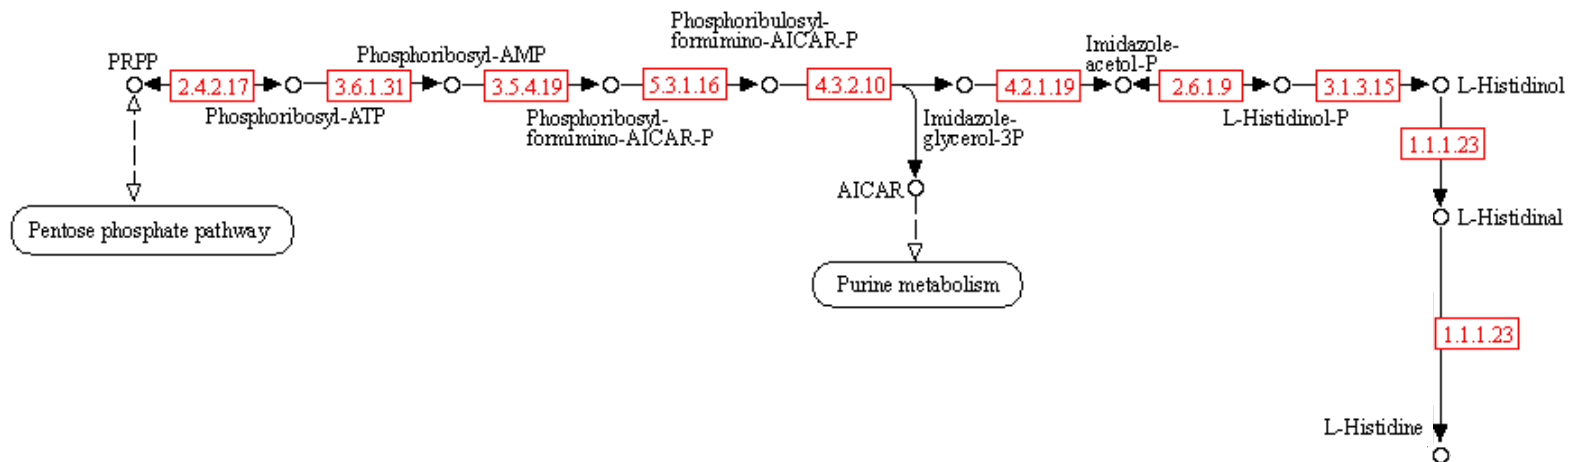 Phosphoribulosyl-
formimino-AICAR-P
Phosphoribosyl-AMP
Imidazole-
acetol-P
PRPP
2.4.2.17
3.6.1.31
3.5.4.19
5.3.1.16
4.3.2.10
4.2.1.19
2.6.1.9
3.1.3.15
L-Histidinol
Phosphoribosyl-ATP
Phosphoribosyl-
formimino-AICAR-P
Imidazole-
glycerol-3P
L-Histidinol-P
1.1.1.23
AICAR
L-Histidinal
Pentose phosphate pathway
Purine metabolism
1.1.1.23
L-Histidine